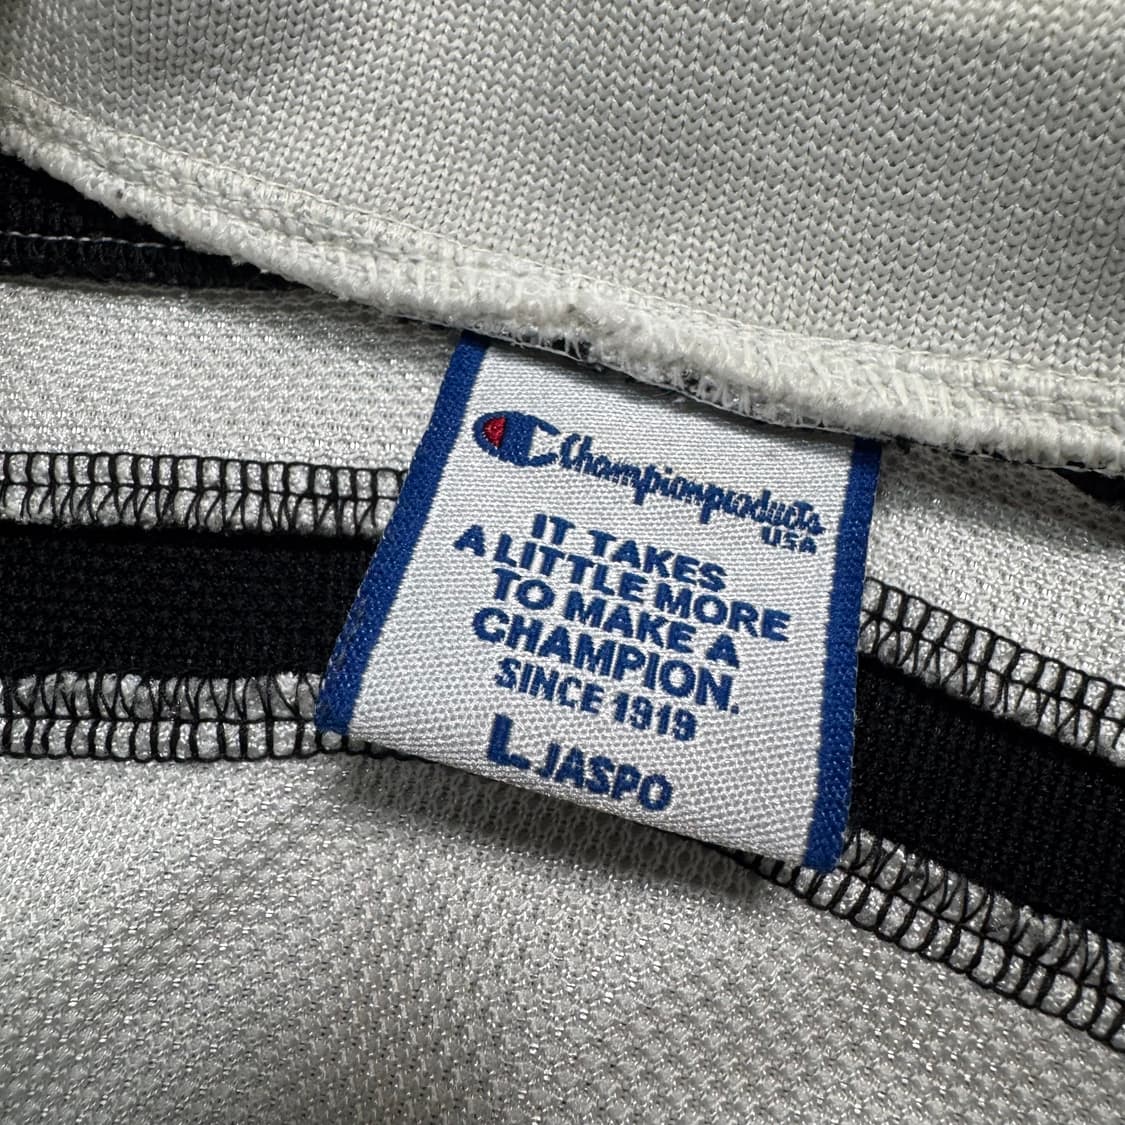 Championproducts
USA
IT TAKES
A LITTLE MORE
TO MAKE A
CHAMPION.
SINCE 1919
L JASPO